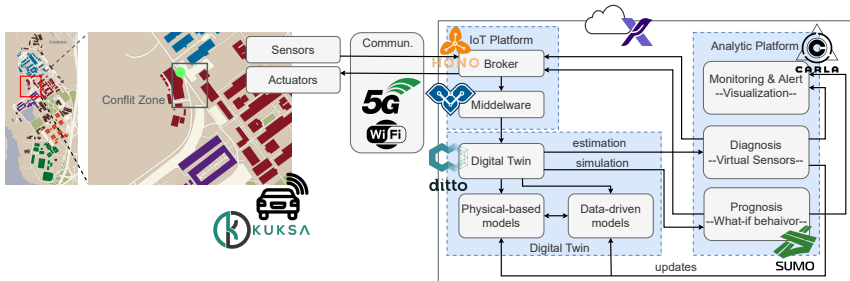 Conflit Zone
Sensors
Actuators
KUKSA
Commun.
5G
WiFi
IoT Platform
HONO
Broker
Middelware
Digital Twin
ditto
estimation
simulation
Physical-based
models
Data-driven
models
Digital Twin
updates
Analytic Platform
CARLA
Monitoring & Alert
--Visualization--
Diagnosis
--Virtual Sensors--
Prognosis
--What-if behaivor--
SUMO